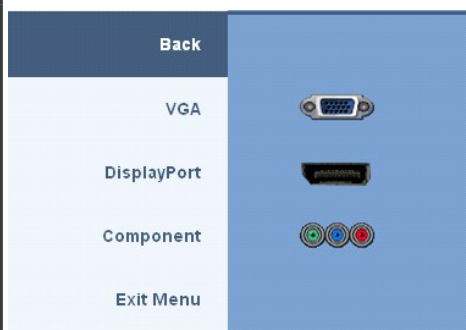 Back
VGA
DisplayPort
Component
Exit Menu